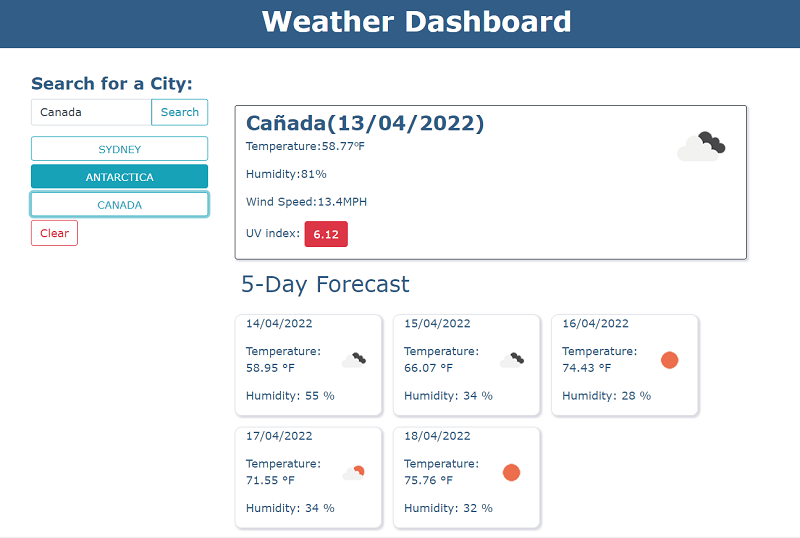 Weather Dashboard
Search for a City:
Canada
Search
SYDNEY
ANTARCTICA
CANADA
Clear
Cañada(13/04/2022)
Temperature:58.77°F
Humidity:81%
Wind Speed:13.4MPH
UV index: 6.12
5-Day Forecast
14/04/2022
Temperature:
58.95 °F
Humidity: 55 %
15/04/2022
Temperature:
66.07 °F
Humidity: 34 %
16/04/2022
Temperature:
74.43 °F
Humidity: 28 %
17/04/2022
Temperature:
71.55 °F
Humidity: 34 %
18/04/2022
Temperature:
75.76 °F
Humidity: 32 %